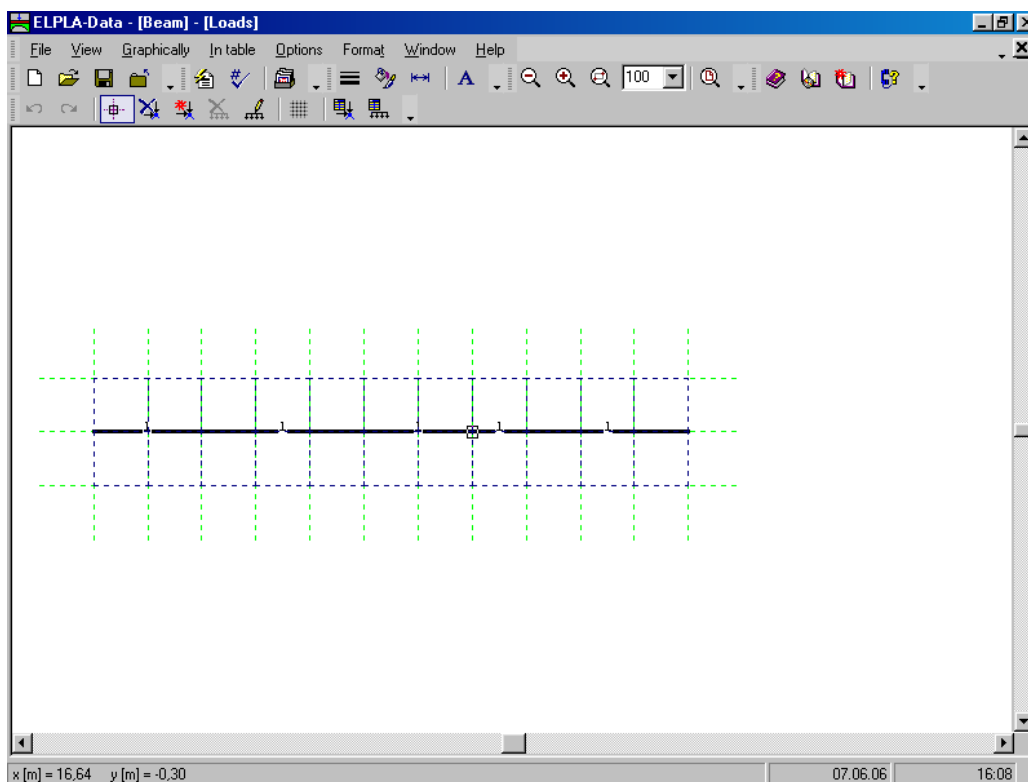 ELPLA-Data - [Beam] - [Loads]
File View Graphically In table Options Format Window Help
A 100
1 1 1 1 1
x [m] = 16,64 y [m] = -0,30 07.06.06 16:08